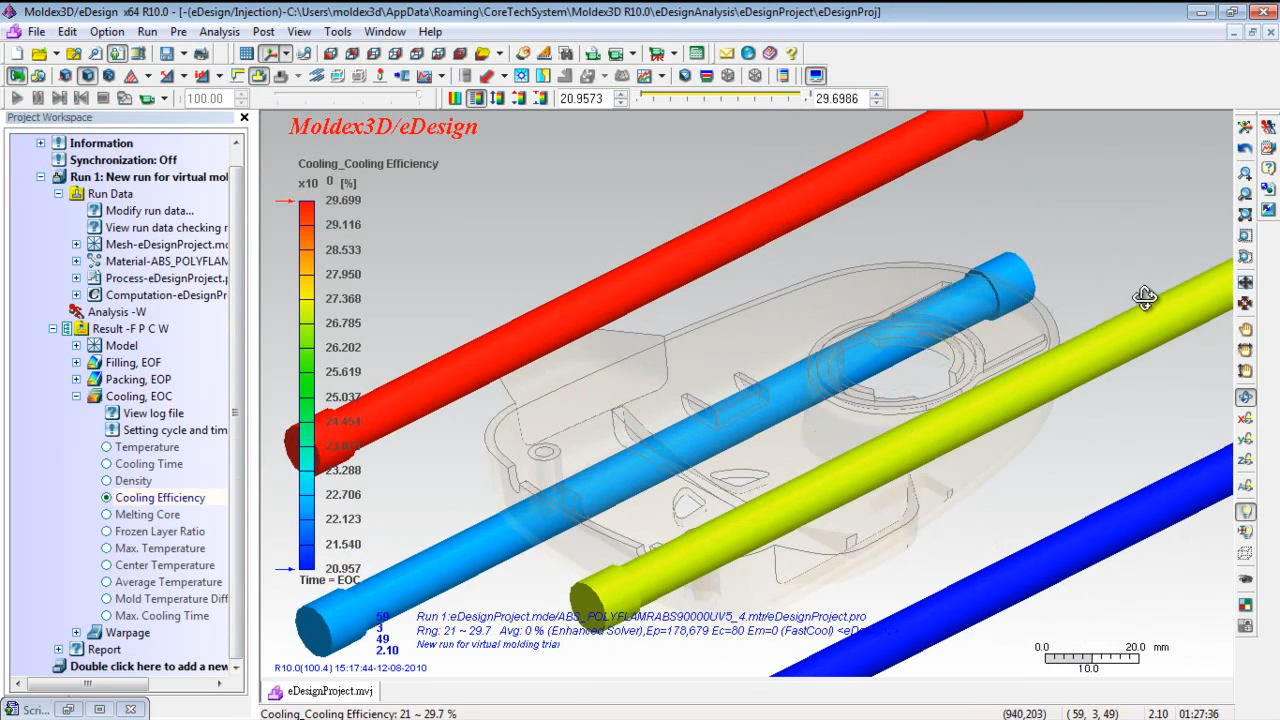 Moldex3D/eDesign x64 R10.0 - [-(eDesign/Injection)-C:\Users\moldex3d\AppData\Roaming\CoreTechSystem\Moldex3D R10.0\eDesignAnalysis\eDesignProject\eDesignProj]
File Edit Option Run Pre Analysis Post View Tools Window Help
100.00 20.9573 29.6986
Project Workspace
Information
Synchronization: Off
Run 1: New run for virtual mol
Run Data
Modify run data...
View run data checking r
Mesh-eDesignProject.m
Material-ABS_POLYFLAM
Process-eDesignProject.p
Computation-eDesignPr
Analysis -W
Result -F P C W
Model
Filling, EOF
Packing, EOP
Cooling, EOC
View log file
Setting cycle and time
Temperature
Cooling Time
Density
Cooling Efficiency
Melting Core
Frozen Layer Ratio
Max. Temperature
Center Temperature
Average Temperature
Mold Temperature Diff
Max. Cooling Time
Warpage
Report
Double click here to add a new
Scri...
Moldex3D/eDesign
Cooling_Cooling Efficiency
x10 0 [%]
29.699
29.116
28.533
27.950
27.368
26.785
26.202
25.619
25.037
24.454
23.288
22.706
22.123
21.540
20.957
Time = EOC
59
3
49
2.10
Run 1:eDesignProject.mde/ABS_POLYFLAMRABS90000UV5_4.mtr/eDesignProject.pro
Rng: 21 ~ 29.7 Avg: 0 % (Enhanced Solver),Ep=178,679 Ec=80 Em=0 (FastCool)
New run for virtual molding trial
R10.0(100.4) 15:17:44-12-08-2010
0.0 20.0 mm
10.0
eDesignProject.mvj
Cooling_Cooling Efficiency: 21 ~ 29.7 % (940,203) ( 59, 3, 49) 2.10 01:27:36